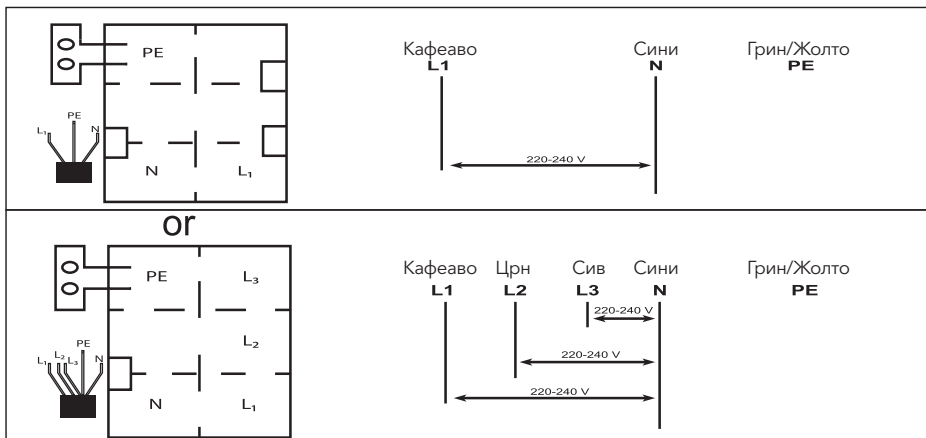 PE
L₁
PE
N
N
L₁
Кафеаво
L1
Сини
N
Грин/Жолто
PE
220-240 V
or
PE
L₃
L₂
L₁
L₂
L₃
PE
N
N
L₁
Кафеаво
L1
Црн
L2
Сив
L3
Сини
N
Грин/Жолто
PE
220-240 V
220-240 V
220-240 V